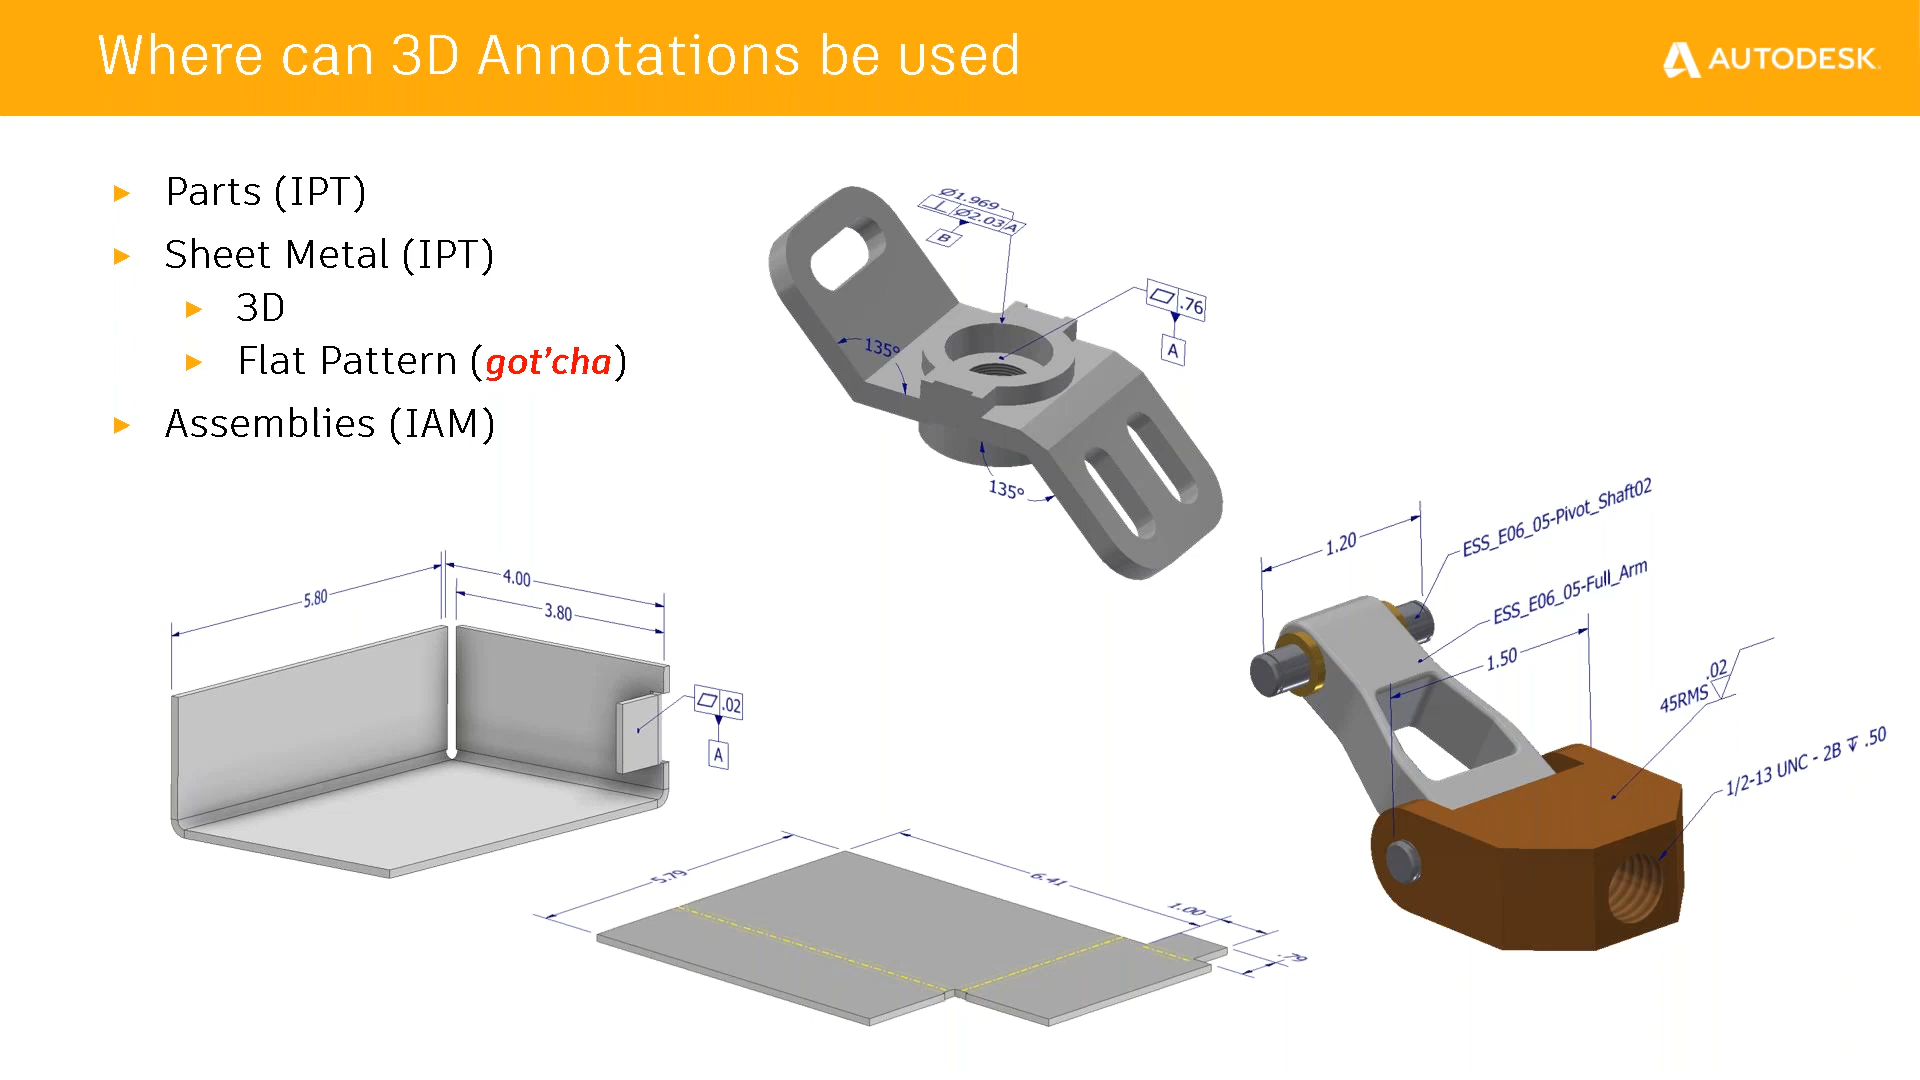 Where can 3D Annotations be used
AUTODESK
Parts (IPT)
Sheet Metal (IPT)
3D
Flat Pattern (got’cha)
Assemblies (IAM)
Ø1.969
⊥ Ø2.03 A
B
⏥ .76
A
135°
135°
5.80
4.00
3.80
⏥ .02
A
5.79
6.41
1.00
.79
1.20
ESS_E06_05-Pivot_Shaft02
ESS_E06_05-Full_Arm
1.50
.02
45RMS
1/2-13 UNC - 2B ↧ .50